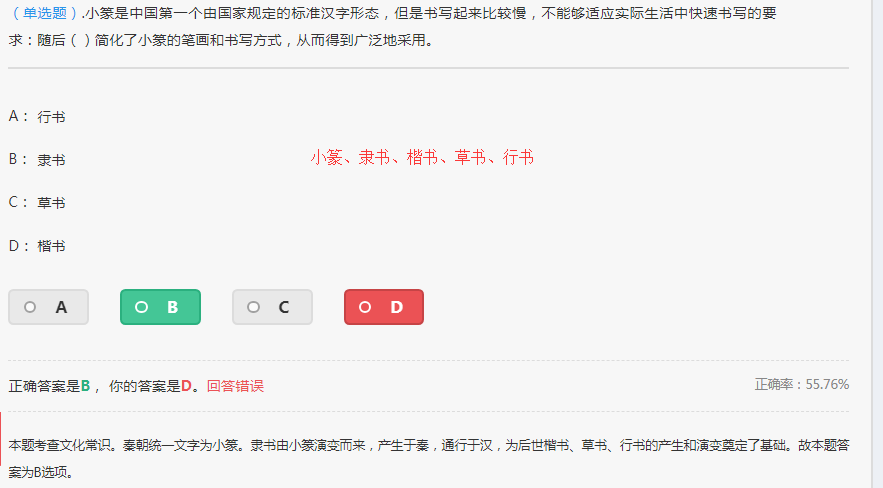 （单选题）.小篆是中国第一个由国家规定的标准汉字形态，但是书写起来比较慢，不能够适应实际生活中快速书写的要
求：随后（ ）简化了小篆的笔画和书写方式，从而得到广泛地采用。
A： 行书
B： 隶书
小篆、隶书、楷书、草书、行书
C： 草书
D： 楷书
A B C D
正确答案是B， 你的答案是D。回答错误 正确率：55.76%
本题考查文化常识。秦朝统一文字为小篆。隶书由小篆演变而来，产生于秦，通行于汉，为后世楷书、草书、行书的产生和演变奠定了基础。故本题答
案为B选项。